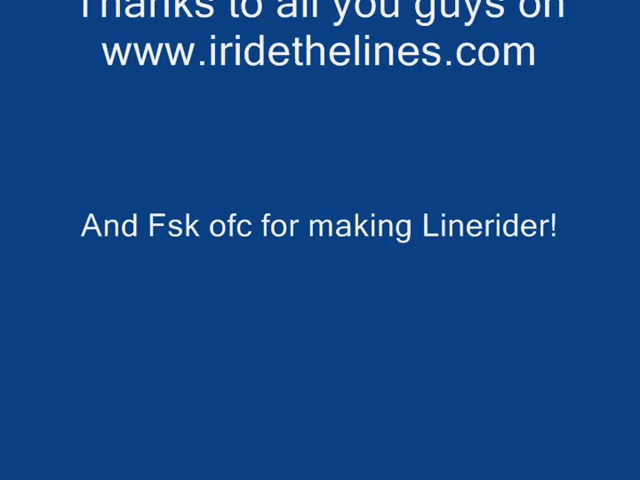 Thanks to all you guys on
www.iridethelines.com
And Fsk ofc for making Linerider!